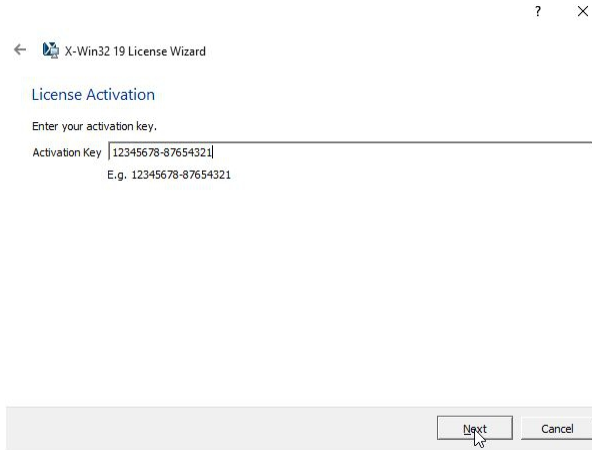 X-Win32 19 License Wizard
License Activation
Enter your activation key.
Activation Key 12345678-87654321
E.g. 12345678-87654321
Next Cancel